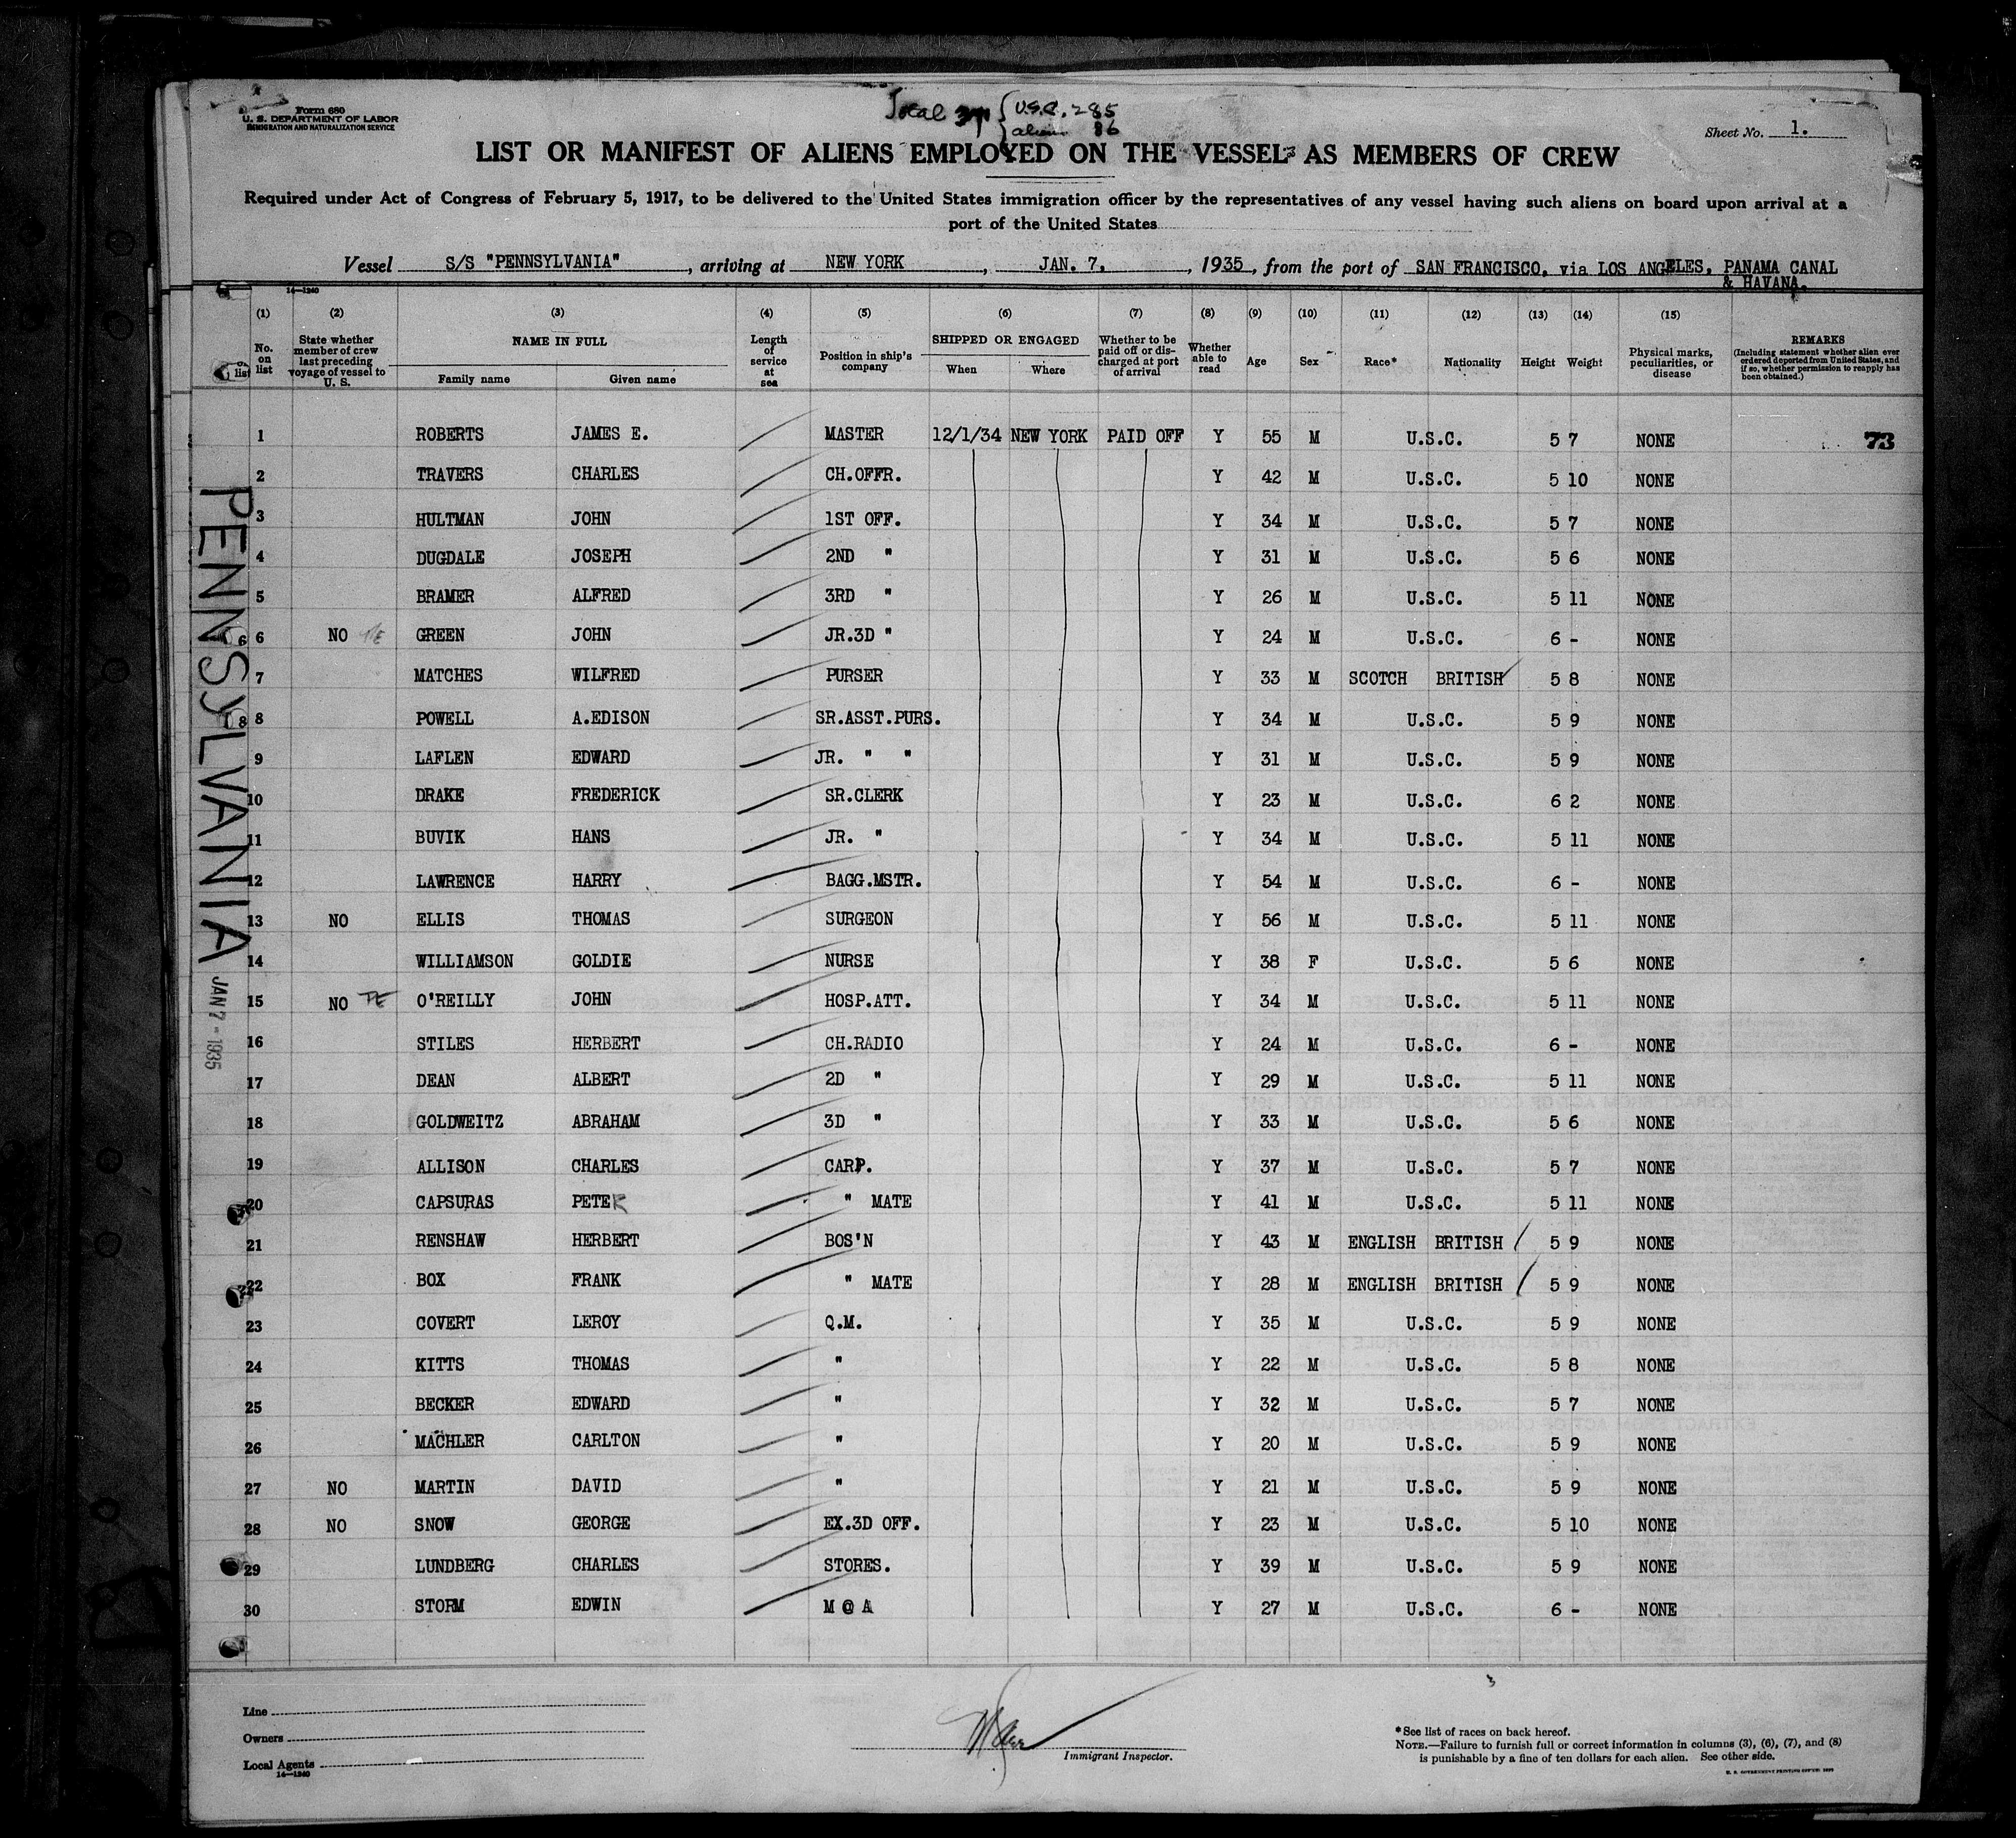 Form 680
U. S. DEPARTMENT OF LABOR
IMMIGRATION AND NATURALIZATION SERVICE
Total 371 { U.S.C. 285
aliens 86
Sheet No. 1.
LIST OR MANIFEST OF ALIENS EMPLOYED ON THE VESSEL AS MEMBERS OF CREW
Required under Act of Congress of February 5, 1917, to be delivered to the United States immigration officer by the representatives of any vessel having such aliens on board upon arrival at a
port of the United States
Vessel S/S "PENNSYLVANIA", arriving at NEW YORK, JAN. 7., 1935, from the port of SAN FRANCISCO, via LOS ANGELES, PANAMA CANAL
& HAVANA.
14—1240
(1) (2) (3) (4) (5) (6) (7) (8) (9) (10) (11) (12) (13) (14) (15)
No. on list
State whether member of crew last preceding voyage of vessel to U. S.
NAME IN FULL
Family name Given name
Length of service at sea
Position in ship's company
SHIPPED OR ENGAGED
When Where
Whether to be paid off or discharged at port of arrival
Whether able to read
Age
Sex
Race*
Nationality
Height Weight
Physical marks, peculiarities, or disease
REMARKS
(Including statement whether alien ever ordered deported from United States, and if so, whether permission to reapply has been obtained.)
1 ROBERTS JAMES E. MASTER 12/1/34 NEW YORK PAID OFF Y 55 M U.S.C. 5 7 NONE 73
2 TRAVERS CHARLES CH.OFFR. Y 42 M U.S.C. 5 10 NONE
3 HULTMAN JOHN 1ST OFF. Y 34 M U.S.C. 5 7 NONE
4 DUGDALE JOSEPH 2ND " Y 31 M U.S.C. 5 6 NONE
5 BRAMER ALFRED 3RD " Y 26 M U.S.C. 5 11 NONE
6 NO GREEN JOHN JR.3D " Y 24 M U.S.C. 6 - NONE
7 MATCHES WILFRED PURSER Y 33 M SCOTCH BRITISH 5 8 NONE
8 POWELL A.EDISON SR.ASST.PURS. Y 34 M U.S.C. 5 9 NONE
9 LAFLEN EDWARD JR. " " Y 31 M U.S.C. 5 9 NONE
10 DRAKE FREDERICK SR.CLERK Y 23 M U.S.C. 6 2 NONE
11 BUVIK HANS JR. " Y 34 M U.S.C. 5 11 NONE
12 LAWRENCE HARRY BAGG.MSTR. Y 54 M U.S.C. 6 - NONE
13 NO ELLIS THOMAS SURGEON Y 56 M U.S.C. 5 11 NONE
14 WILLIAMSON GOLDIE NURSE Y 38 F U.S.C. 5 6 NONE
15 NO O'REILLY JOHN HOSP.ATT. Y 34 M U.S.C. 5 11 NONE
16 STILES HERBERT CH.RADIO Y 24 M U.S.C. 6 - NONE
17 DEAN ALBERT 2D " Y 29 M U.S.C. 5 11 NONE
18 GOLDWEITZ ABRAHAM 3D " Y 33 M U.S.C. 5 6 NONE
19 ALLISON CHARLES CARP. Y 37 M U.S.C. 5 7 NONE
20 CAPSURAS PETER " MATE Y 41 M U.S.C. 5 11 NONE
21 RENSHAW HERBERT BOS'N Y 43 M ENGLISH BRITISH 5 9 NONE
22 BOX FRANK " MATE Y 28 M ENGLISH BRITISH 5 9 NONE
23 COVERT LEROY Q.M. Y 35 M U.S.C. 5 9 NONE
24 KITTS THOMAS " Y 22 M U.S.C. 5 8 NONE
25 BECKER EDWARD " Y 32 M U.S.C. 5 7 NONE
26 MACHLER CARLTON " Y 20 M U.S.C. 5 9 NONE
27 NO MARTIN DAVID " Y 21 M U.S.C. 5 9 NONE
28 NO SNOW GEORGE EX.3D OFF. Y 23 M U.S.C. 5 10 NONE
29 LUNDBERG CHARLES STORES. Y 39 M U.S.C. 5 9 NONE
30 STORM EDWIN M @ A Y 27 M U.S.C. 6 - NONE
PENNSYLVANIA
JAN 7 - 1935
Line
Owners
Local Agents
14—1240
Immigrant Inspector.
*See list of races on back hereof.
NOTE.—Failure to furnish full or correct information in columns (3), (6), (7), and (8)
is punishable by a fine of ten dollars for each alien. See other side.